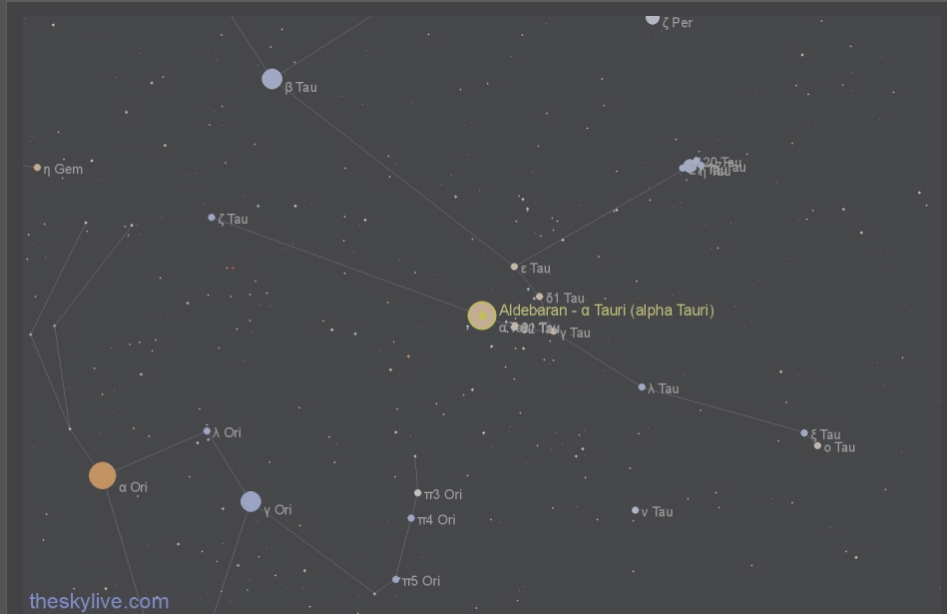 ζ Per
β Tau
20 Tau
η Tau
η Gem
ζ Tau
ε Tau
δ1 Tau
Aldebaran - α Tauri (alpha Tauri)
γ Tau
λ Tau
λ Ori
ξ Tau
ο Tau
α Ori
π3 Ori
γ Ori
π4 Ori
ν Tau
π5 Ori
theskylive.com